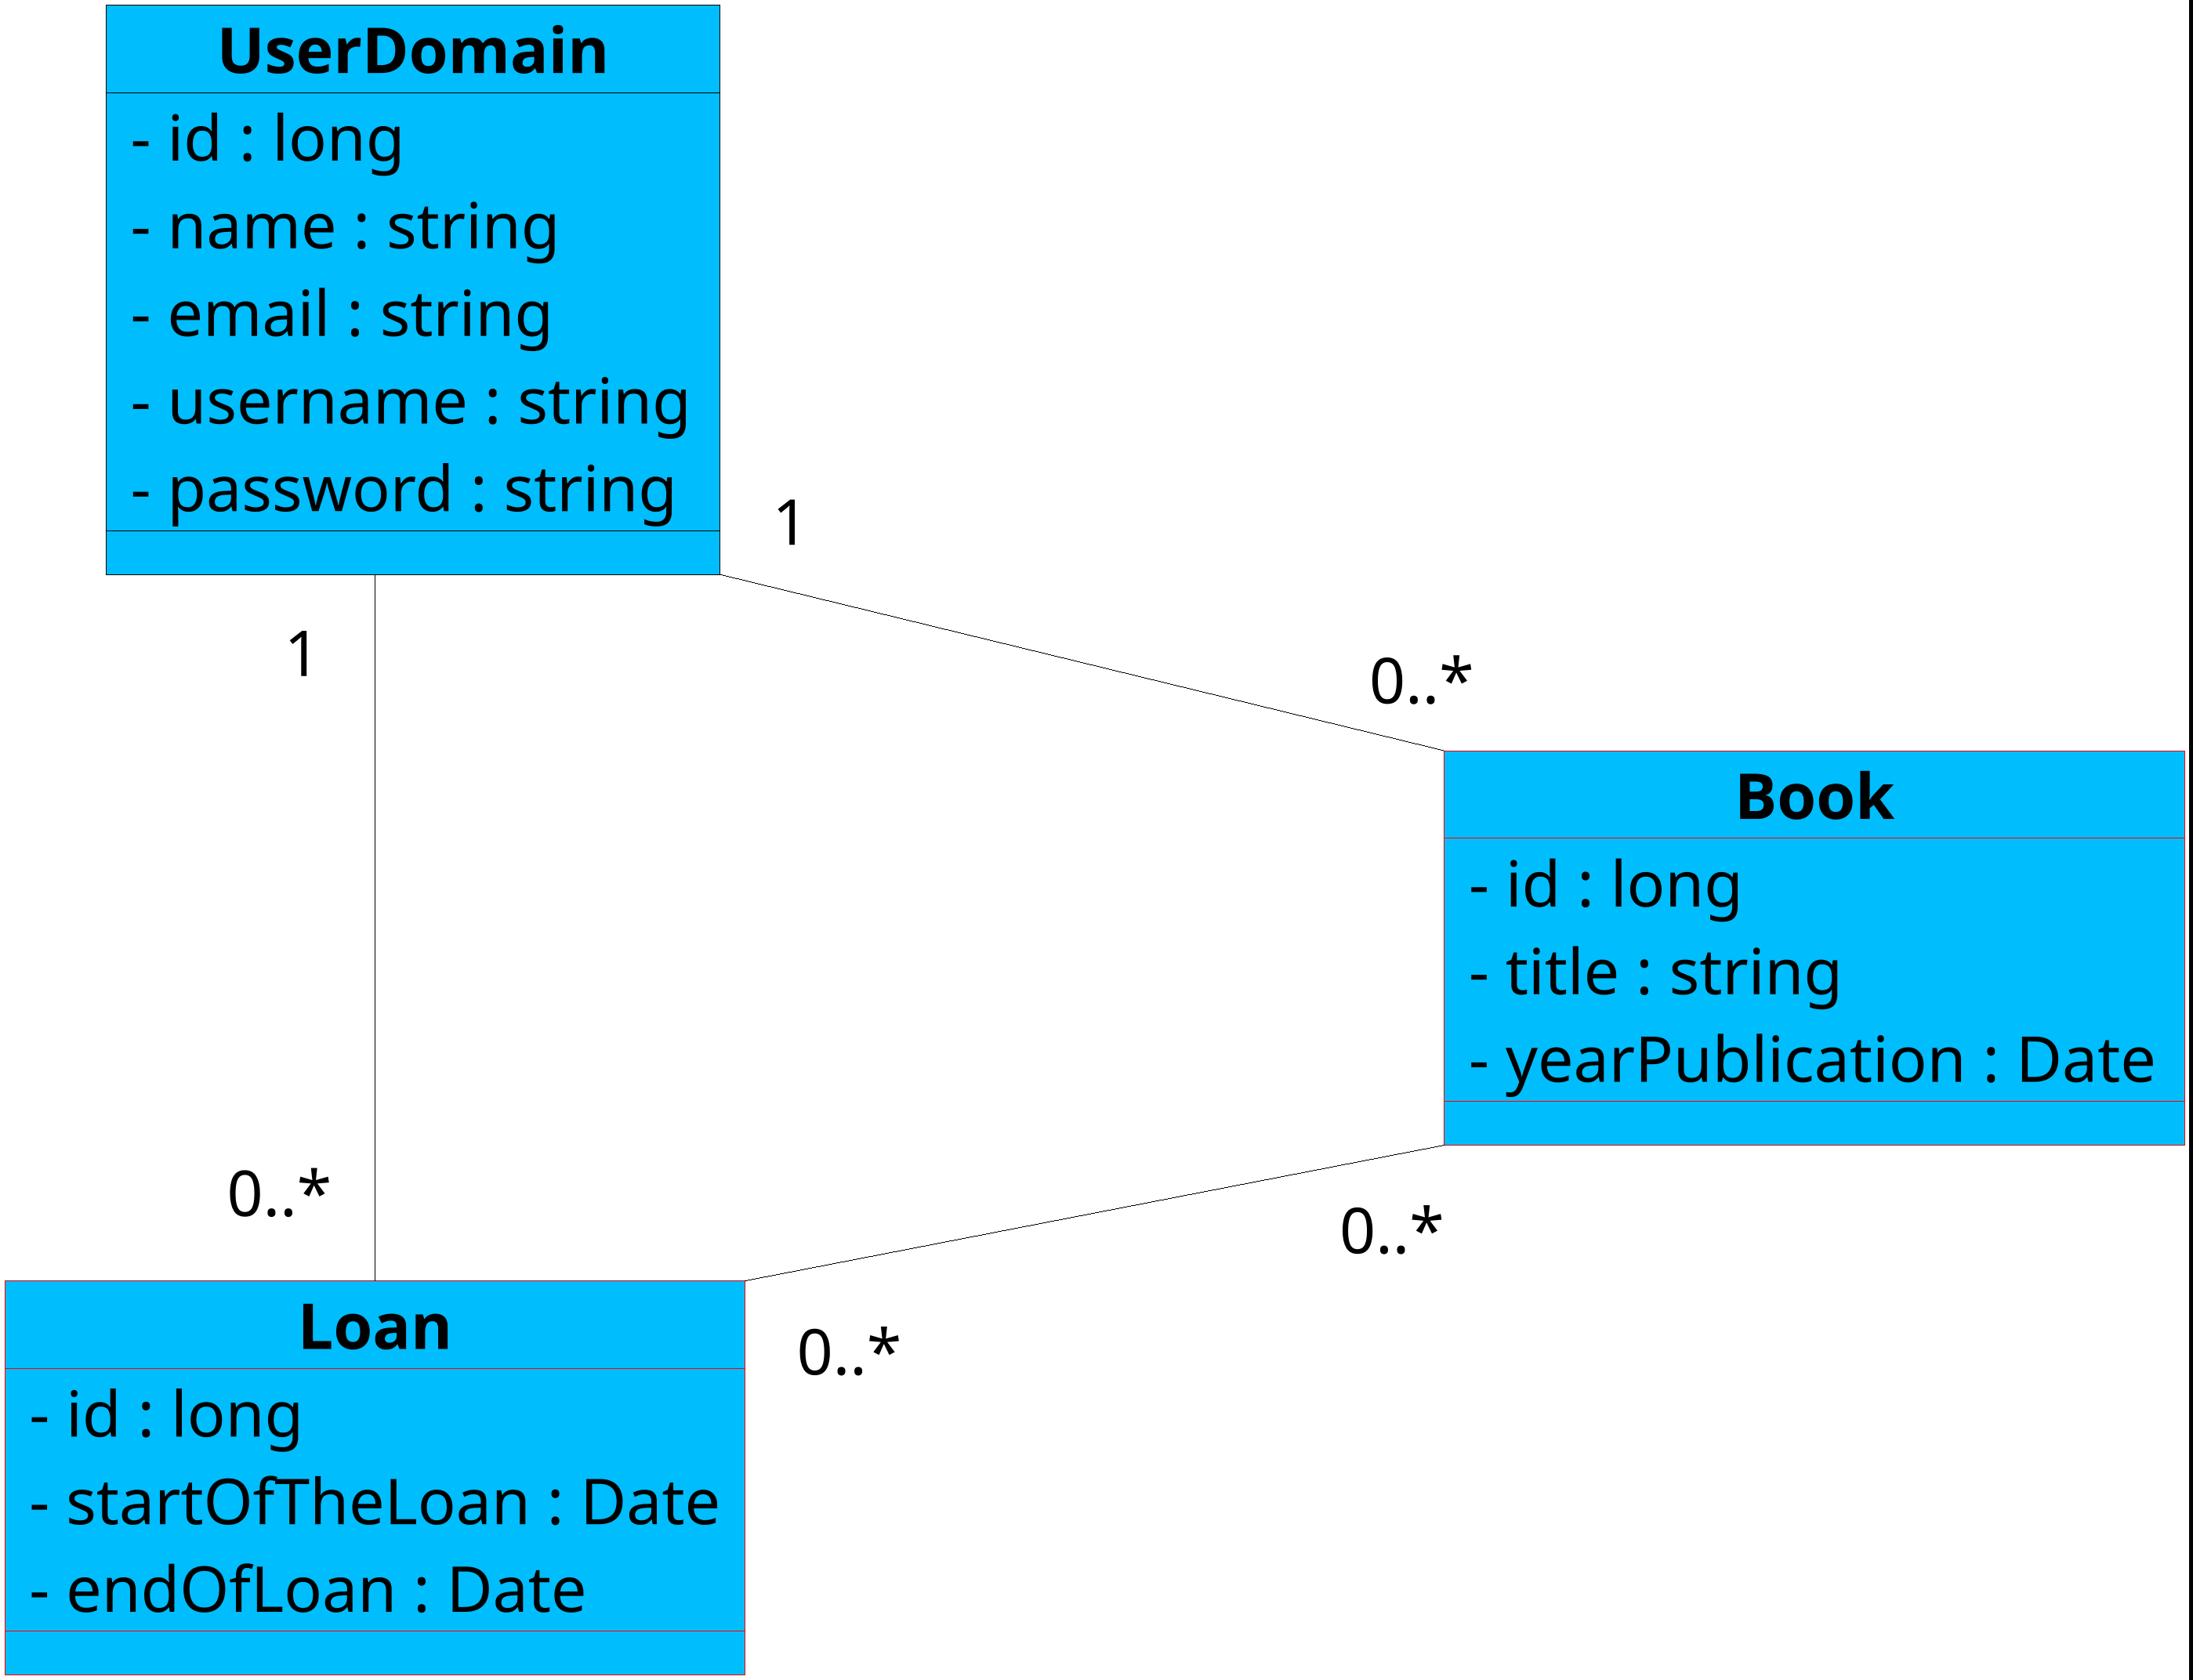 UserDomain
- id : long
- name : string
- email : string
- username : string
- password : string
1
1
0..*
Book
- id : long
- title : string
- yearPublication : Date
0..*
0..*
Loan
0..*
- id : long
- startOfTheLoan : Date
- endOfLoan : Date